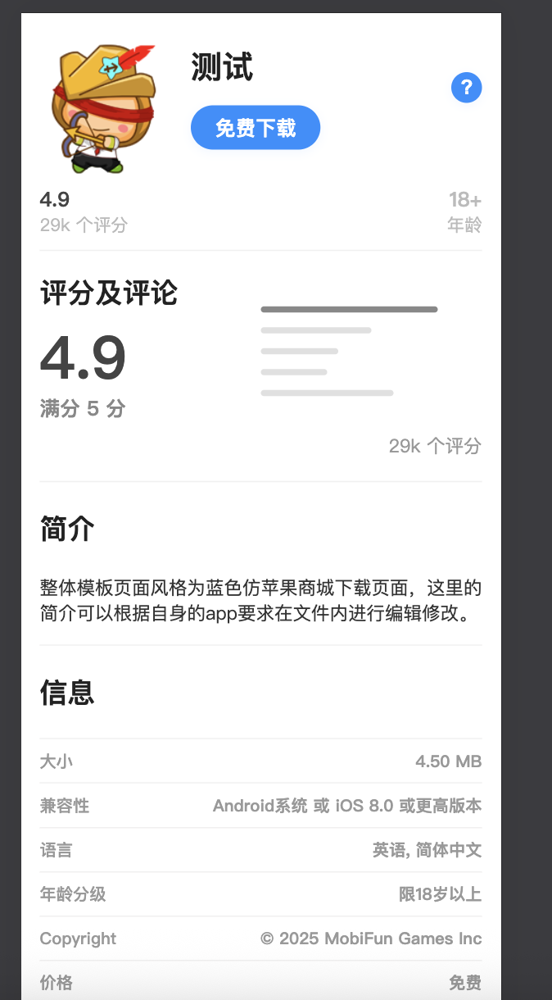 测试
?
免费下载
4.9
18+
29k 个评分
年龄
评分及评论
4.9
满分 5 分
29k 个评分
简介
整体模板页面风格为蓝色仿苹果商城下载页面，这里的
简介可以根据自身的app要求在文件内进行编辑修改。
信息
大小 4.50 MB
兼容性 Android系统 或 iOS 8.0 或更高版本
语言 英语, 简体中文
年龄分级 限18岁以上
Copyright © 2025 MobiFun Games Inc
价格 免费